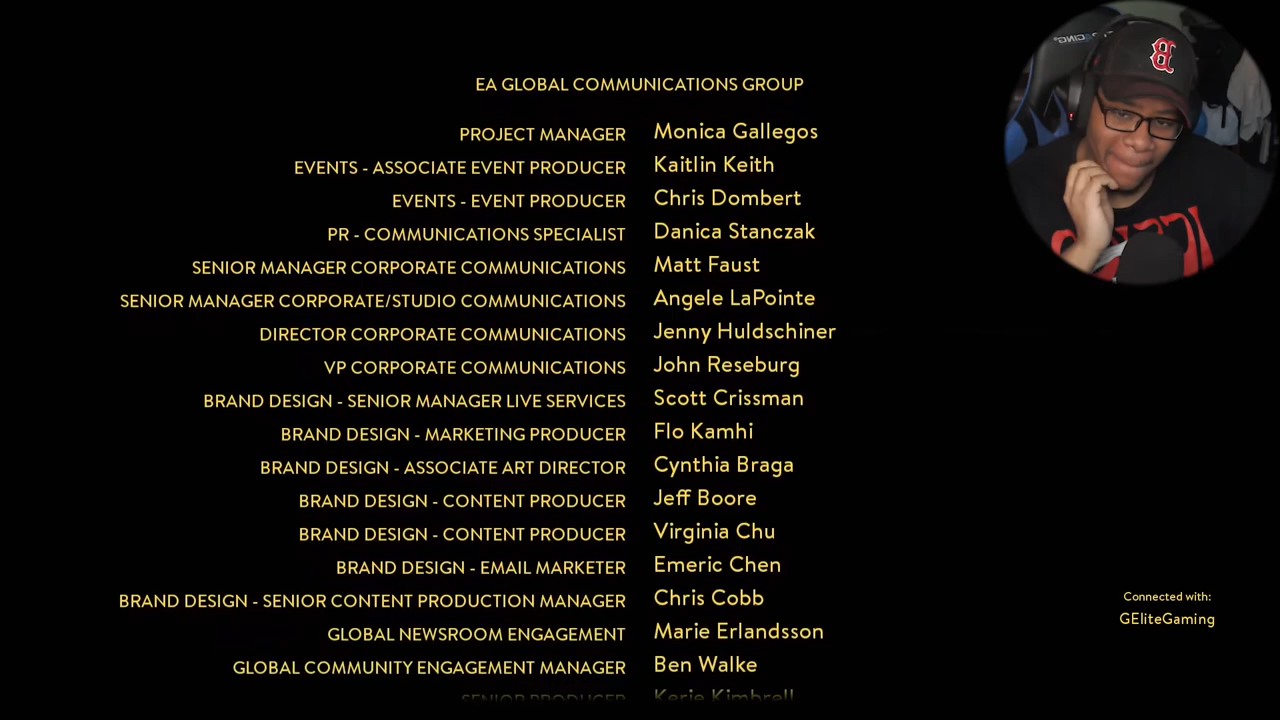 EA GLOBAL COMMUNICATIONS GROUP
PROJECT MANAGER Monica Gallegos
EVENTS - ASSOCIATE EVENT PRODUCER Kaitlin Keith
EVENTS - EVENT PRODUCER Chris Dombert
PR - COMMUNICATIONS SPECIALIST Danica Stanczak
SENIOR MANAGER CORPORATE COMMUNICATIONS Matt Faust
SENIOR MANAGER CORPORATE/STUDIO COMMUNICATIONS Angele LaPointe
DIRECTOR CORPORATE COMMUNICATIONS Jenny Huldschiner
VP CORPORATE COMMUNICATIONS John Reseburg
BRAND DESIGN - SENIOR MANAGER LIVE SERVICES Scott Crissman
BRAND DESIGN - MARKETING PRODUCER Flo Kamhi
BRAND DESIGN - ASSOCIATE ART DIRECTOR Cynthia Braga
BRAND DESIGN - CONTENT PRODUCER Jeff Boore
BRAND DESIGN - CONTENT PRODUCER Virginia Chu
BRAND DESIGN - EMAIL MARKETER Emeric Chen
BRAND DESIGN - SENIOR CONTENT PRODUCTION MANAGER Chris Cobb
GLOBAL NEWSROOM ENGAGEMENT Marie Erlandsson
GLOBAL COMMUNITY ENGAGEMENT MANAGER Ben Walke
SENIOR PRODUCER Kerie Kimbrell
Connected with:
GEliteGaming